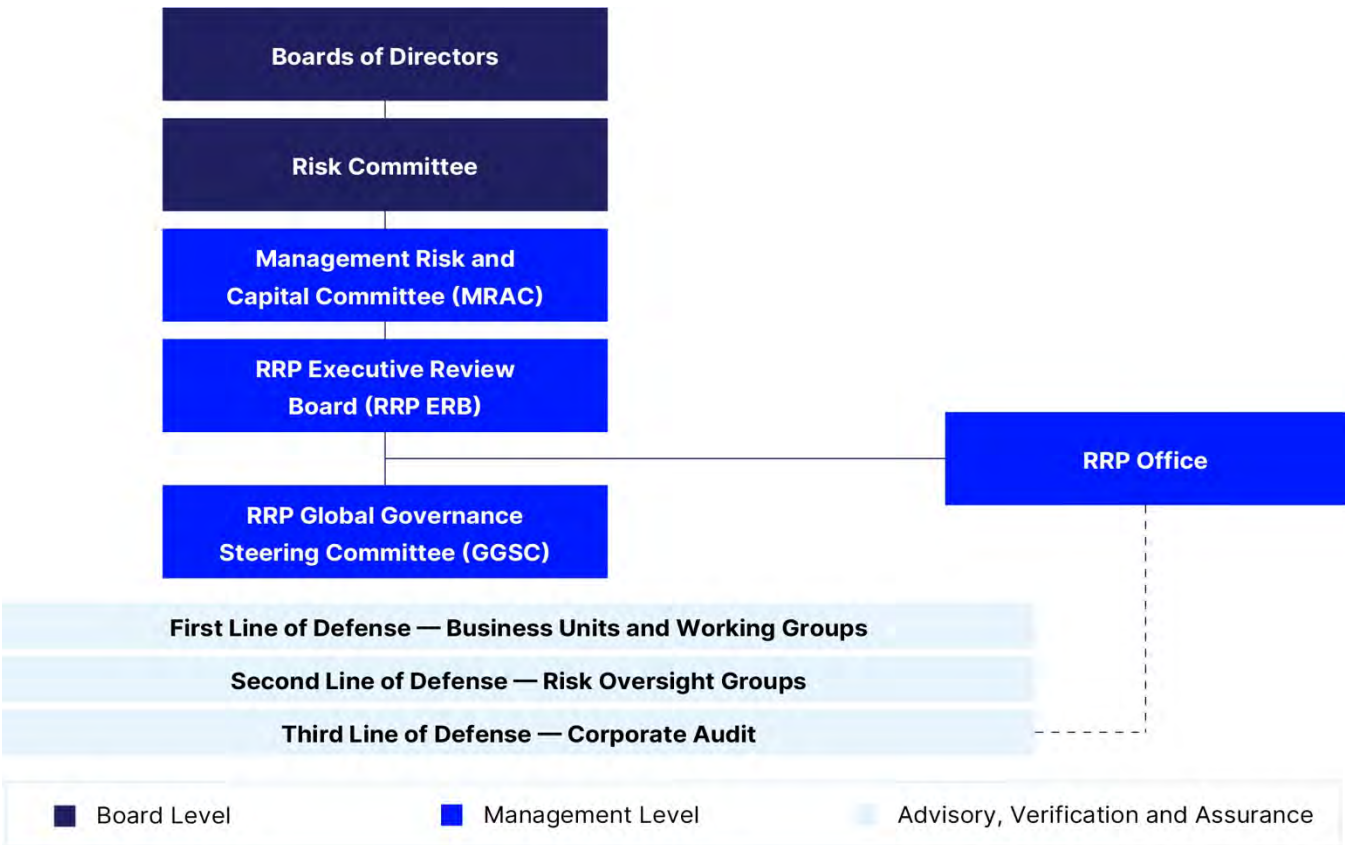 Boards of Directors
Risk Committee
Management Risk and
Capital Committee (MRAC)
RRP Executive Review
Board (RRP ERB)
RRP Office
RRP Global Governance
Steering Committee (GGSC)
First Line of Defense — Business Units and Working Groups
Second Line of Defense — Risk Oversight Groups
Third Line of Defense — Corporate Audit
Board Level
Management Level
Advisory, Verification and Assurance